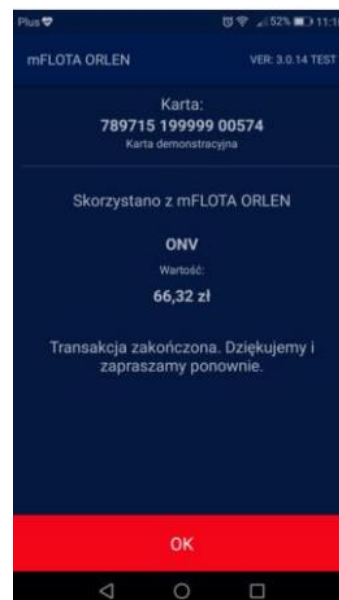 Plus 52% 11:10
mFLOTA ORLEN VER: 3.0.14 TEST
Karta:
789715 199999 00574
Karta demonstracyjna
Skorzystano z mFLOTA ORLEN
ONV
Wartość:
66,32 zł
Transakcja zakończona. Dziękujemy i
zapraszamy ponownie.
OK